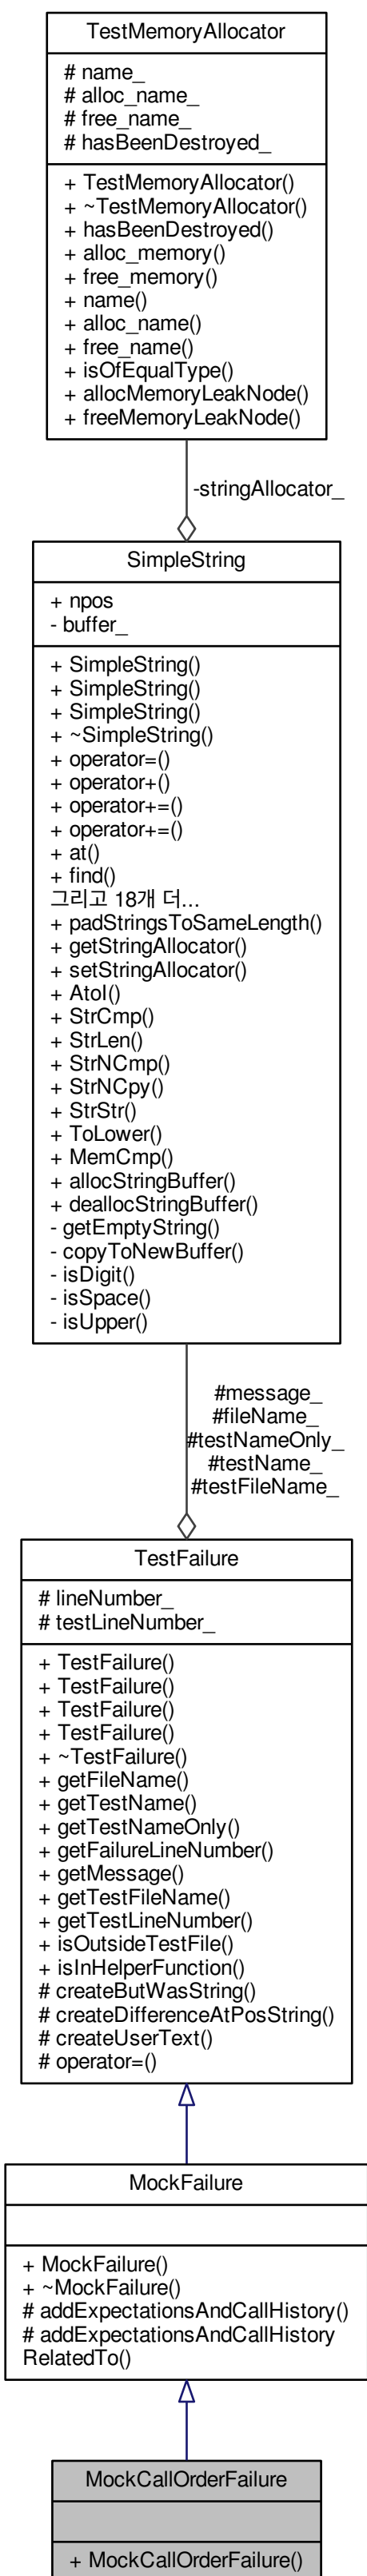 TestMemoryAllocator
# name_
# alloc_name_
# free_name_
# hasBeenDestroyed_
+ TestMemoryAllocator()
+ ~TestMemoryAllocator()
+ hasBeenDestroyed()
+ alloc_memory()
+ free_memory()
+ name()
+ alloc_name()
+ free_name()
+ isOfEqualType()
+ allocMemoryLeakNode()
+ freeMemoryLeakNode()
-stringAllocator_
SimpleString
+ npos
- buffer_
+ SimpleString()
+ SimpleString()
+ SimpleString()
+ ~SimpleString()
+ operator=()
+ operator+()
+ operator+=()
+ operator+=()
+ at()
+ find()
그리고 18개 더...
+ padStringsToSameLength()
+ getStringAllocator()
+ setStringAllocator()
+ AtoI()
+ StrCmp()
+ StrLen()
+ StrNCmp()
+ StrNCpy()
+ StrStr()
+ ToLower()
+ MemCmp()
+ allocStringBuffer()
+ deallocStringBuffer()
- getEmptyString()
- copyToNewBuffer()
- isDigit()
- isSpace()
- isUpper()
#message_
#fileName_
#testNameOnly_
#testName_
#testFileName_
TestFailure
# lineNumber_
# testLineNumber_
+ TestFailure()
+ TestFailure()
+ TestFailure()
+ TestFailure()
+ ~TestFailure()
+ getFileName()
+ getTestName()
+ getTestNameOnly()
+ getFailureLineNumber()
+ getMessage()
+ getTestFileName()
+ getTestLineNumber()
+ isOutsideTestFile()
+ isInHelperFunction()
# createButWasString()
# createDifferenceAtPosString()
# createUserText()
# operator=()
MockFailure
+ MockFailure()
+ ~MockFailure()
# addExpectationsAndCallHistory()
# addExpectationsAndCallHistory
RelatedTo()
MockCallOrderFailure
+ MockCallOrderFailure()